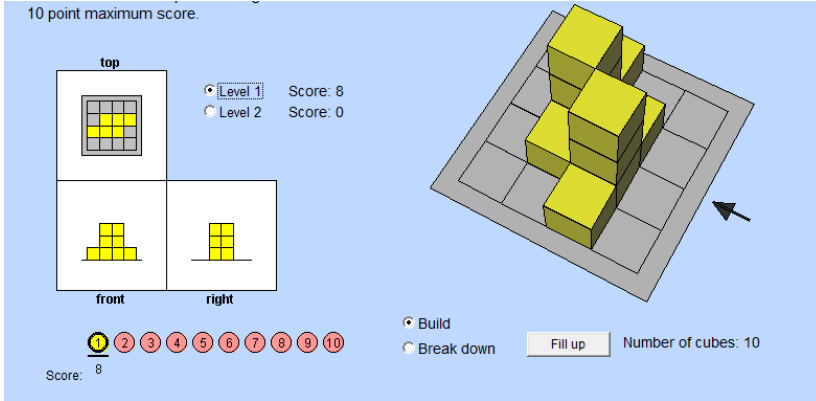 10 point maximum score.
top
Level 1 Score: 8
Level 2 Score: 0
front right
1 2 3 4 5 6 7 8 9 10
Score: 8
Build
Break down
Fill up
Number of cubes: 10